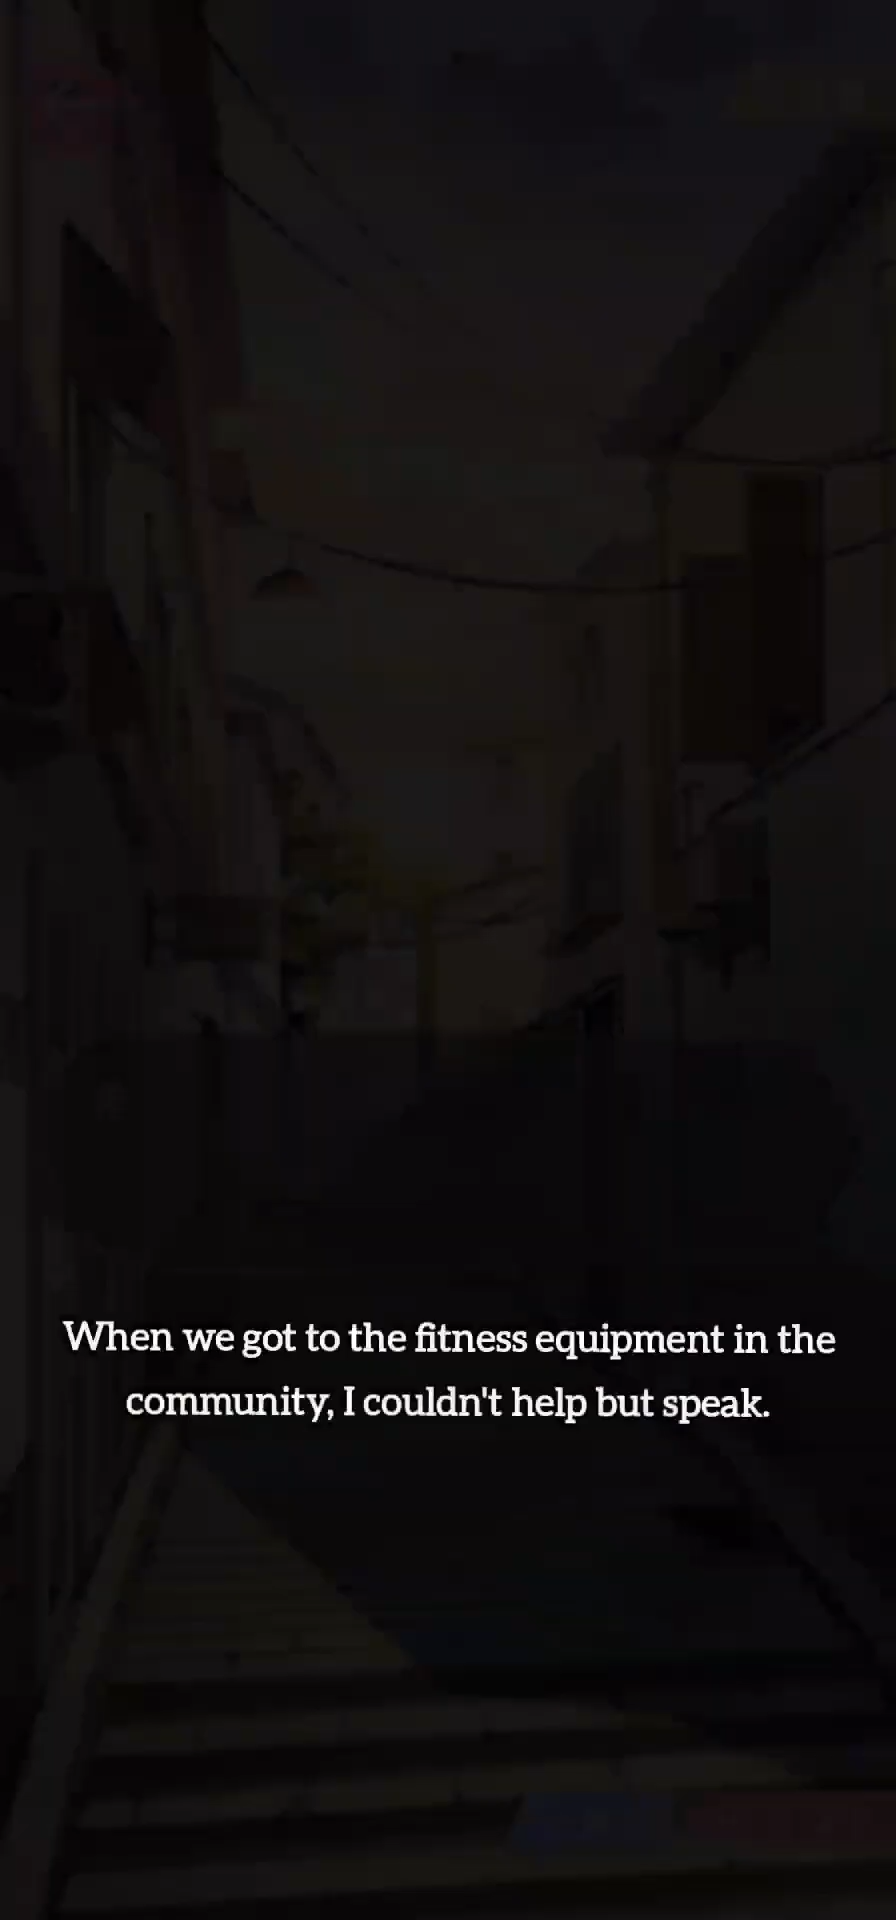 When we got to the fitness equipment in the
community, I couldn't help but speak.